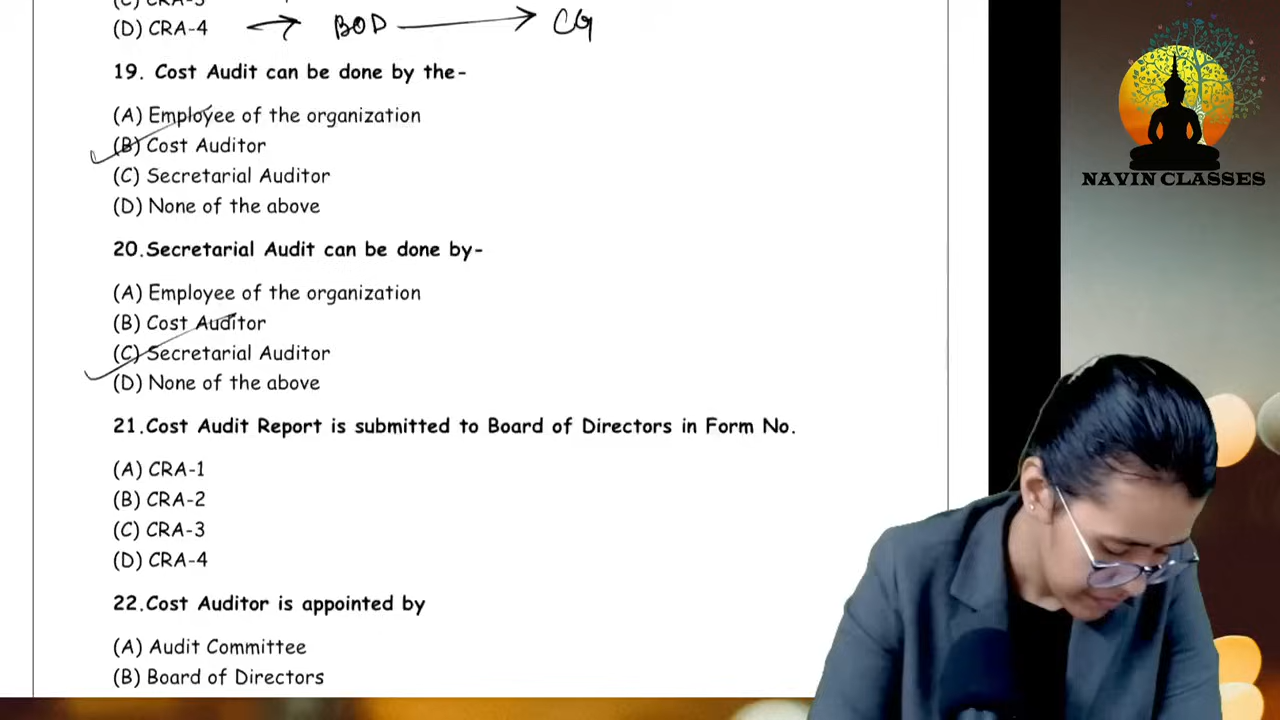 (C) CRA-3
(D) CRA-4 → BOD → CG
19. Cost Audit can be done by the-
(A) Employee of the organization
(B) Cost Auditor
(C) Secretarial Auditor
(D) None of the above
20.Secretarial Audit can be done by-
(A) Employee of the organization
(B) Cost Auditor
(C) Secretarial Auditor
(D) None of the above
21.Cost Audit Report is submitted to Board of Directors in Form No.
(A) CRA-1
(B) CRA-2
(C) CRA-3
(D) CRA-4
22.Cost Auditor is appointed by
(A) Audit Committee
(B) Board of Directors
NAVIN CLASSES